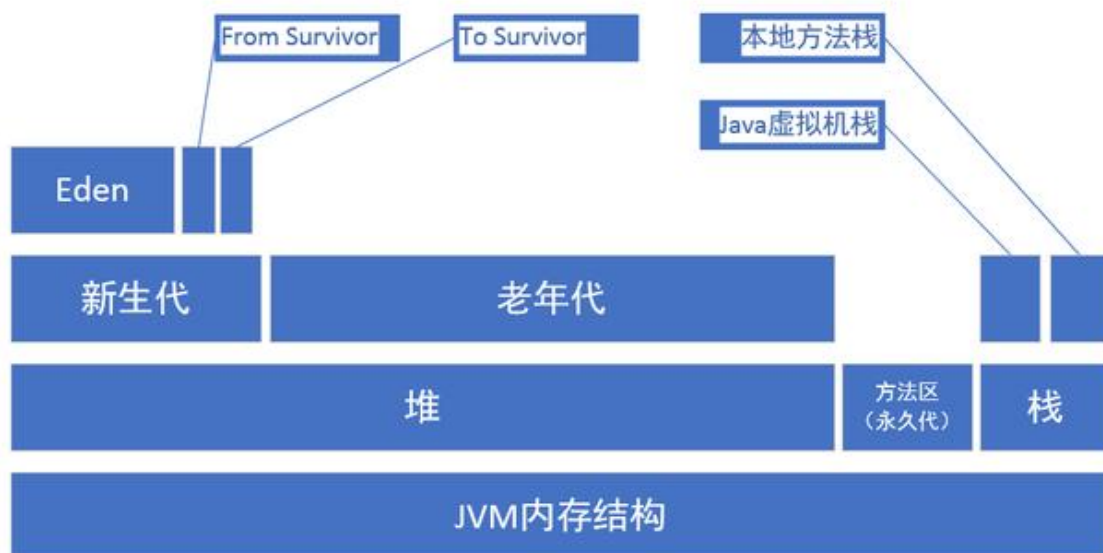 From Survivor
To Survivor
本地方法栈
Java虚拟机栈
Eden
新生代
老年代
堆
方法区
（永久代）
栈
JVM内存结构